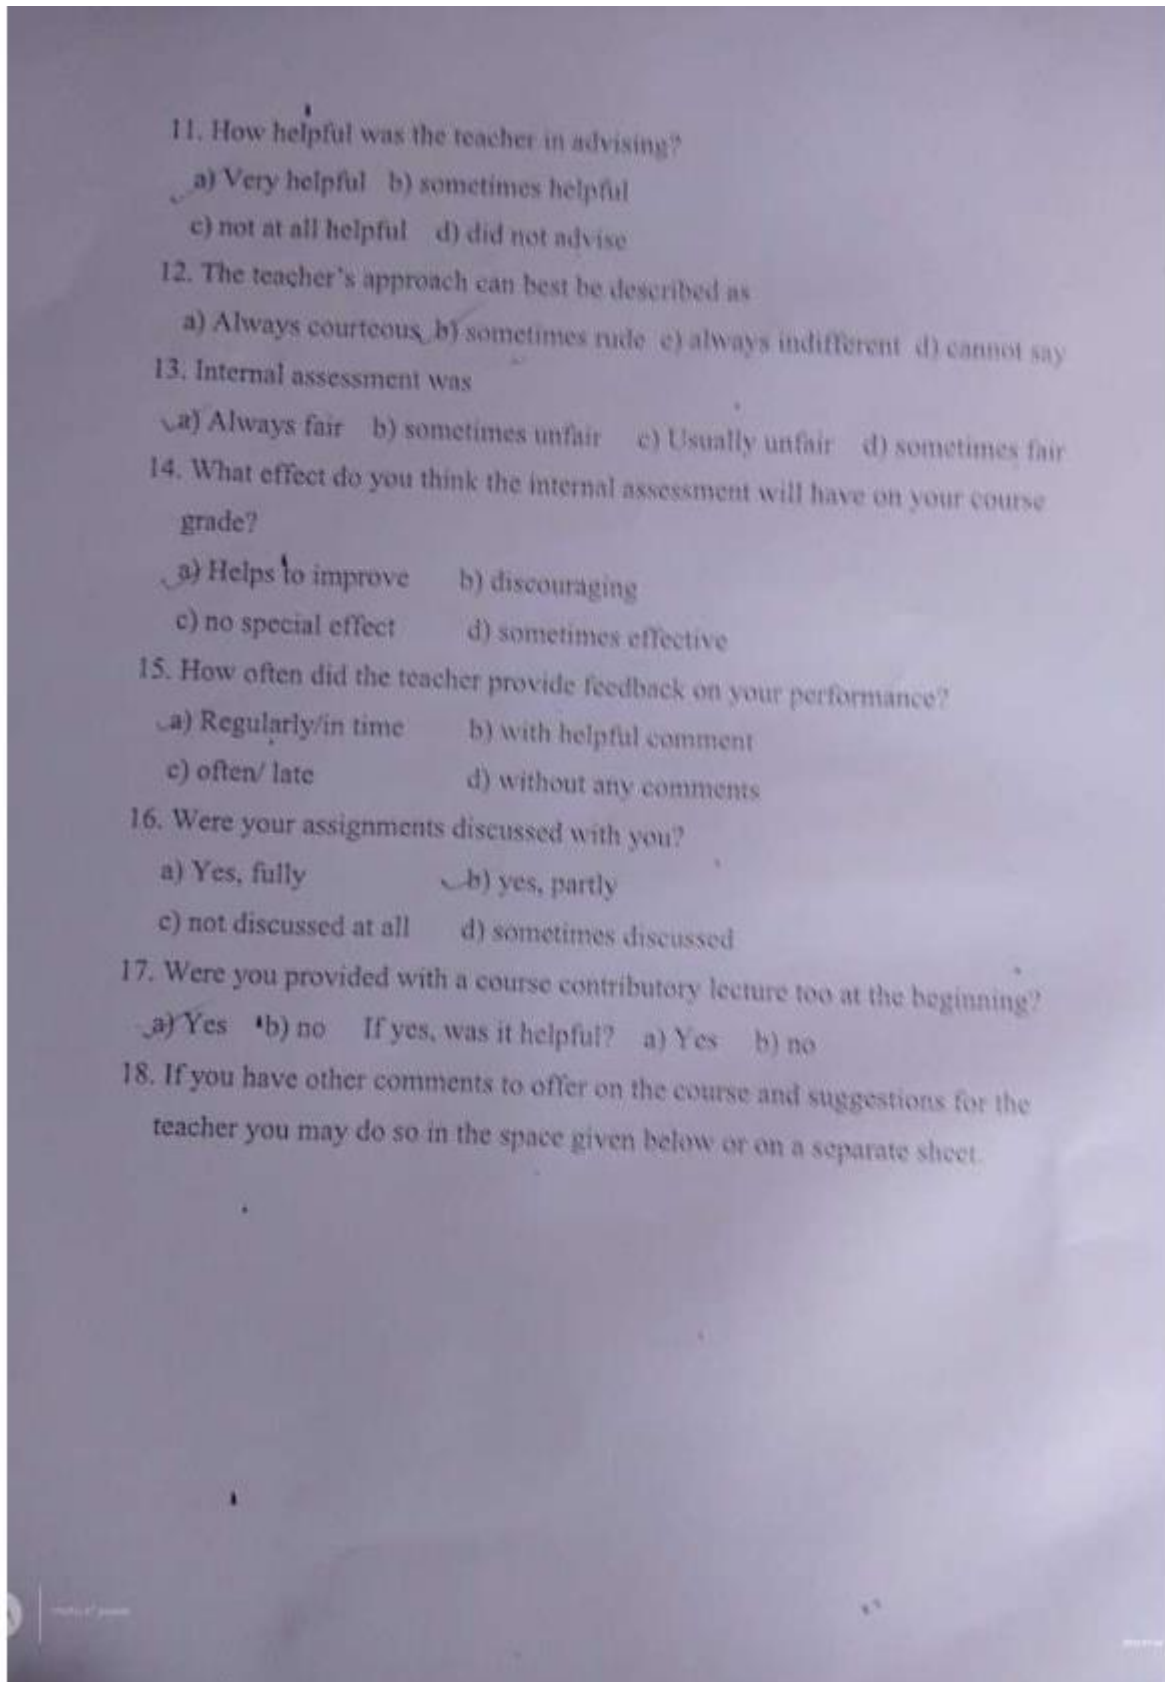 11. How helpful was the teacher in advising?
a) Very helpful b) sometimes helpful
c) not at all helpful d) did not advise
12. The teacher's approach can best be described as
a) Always courteous b) sometimes rude c) always indifferent d) cannot say
13. Internal assessment was
a) Always fair b) sometimes unfair c) Usually unfair d) sometimes fair
14. What effect do you think the internal assessment will have on your course
grade?
a) Helps to improve b) discouraging
c) no special effect d) sometimes effective
15. How often did the teacher provide feedback on your performance?
a) Regularly/in time b) with helpful comment
c) often/ late d) without any comments
16. Were your assignments discussed with you?
a) Yes, fully b) yes, partly
c) not discussed at all d) sometimes discussed
17. Were you provided with a course contributory lecture too at the beginning?
a) Yes b) no If yes, was it helpful? a) Yes b) no
18. If you have other comments to offer on the course and suggestions for the
teacher you may do so in the space given below or on a separate sheet.